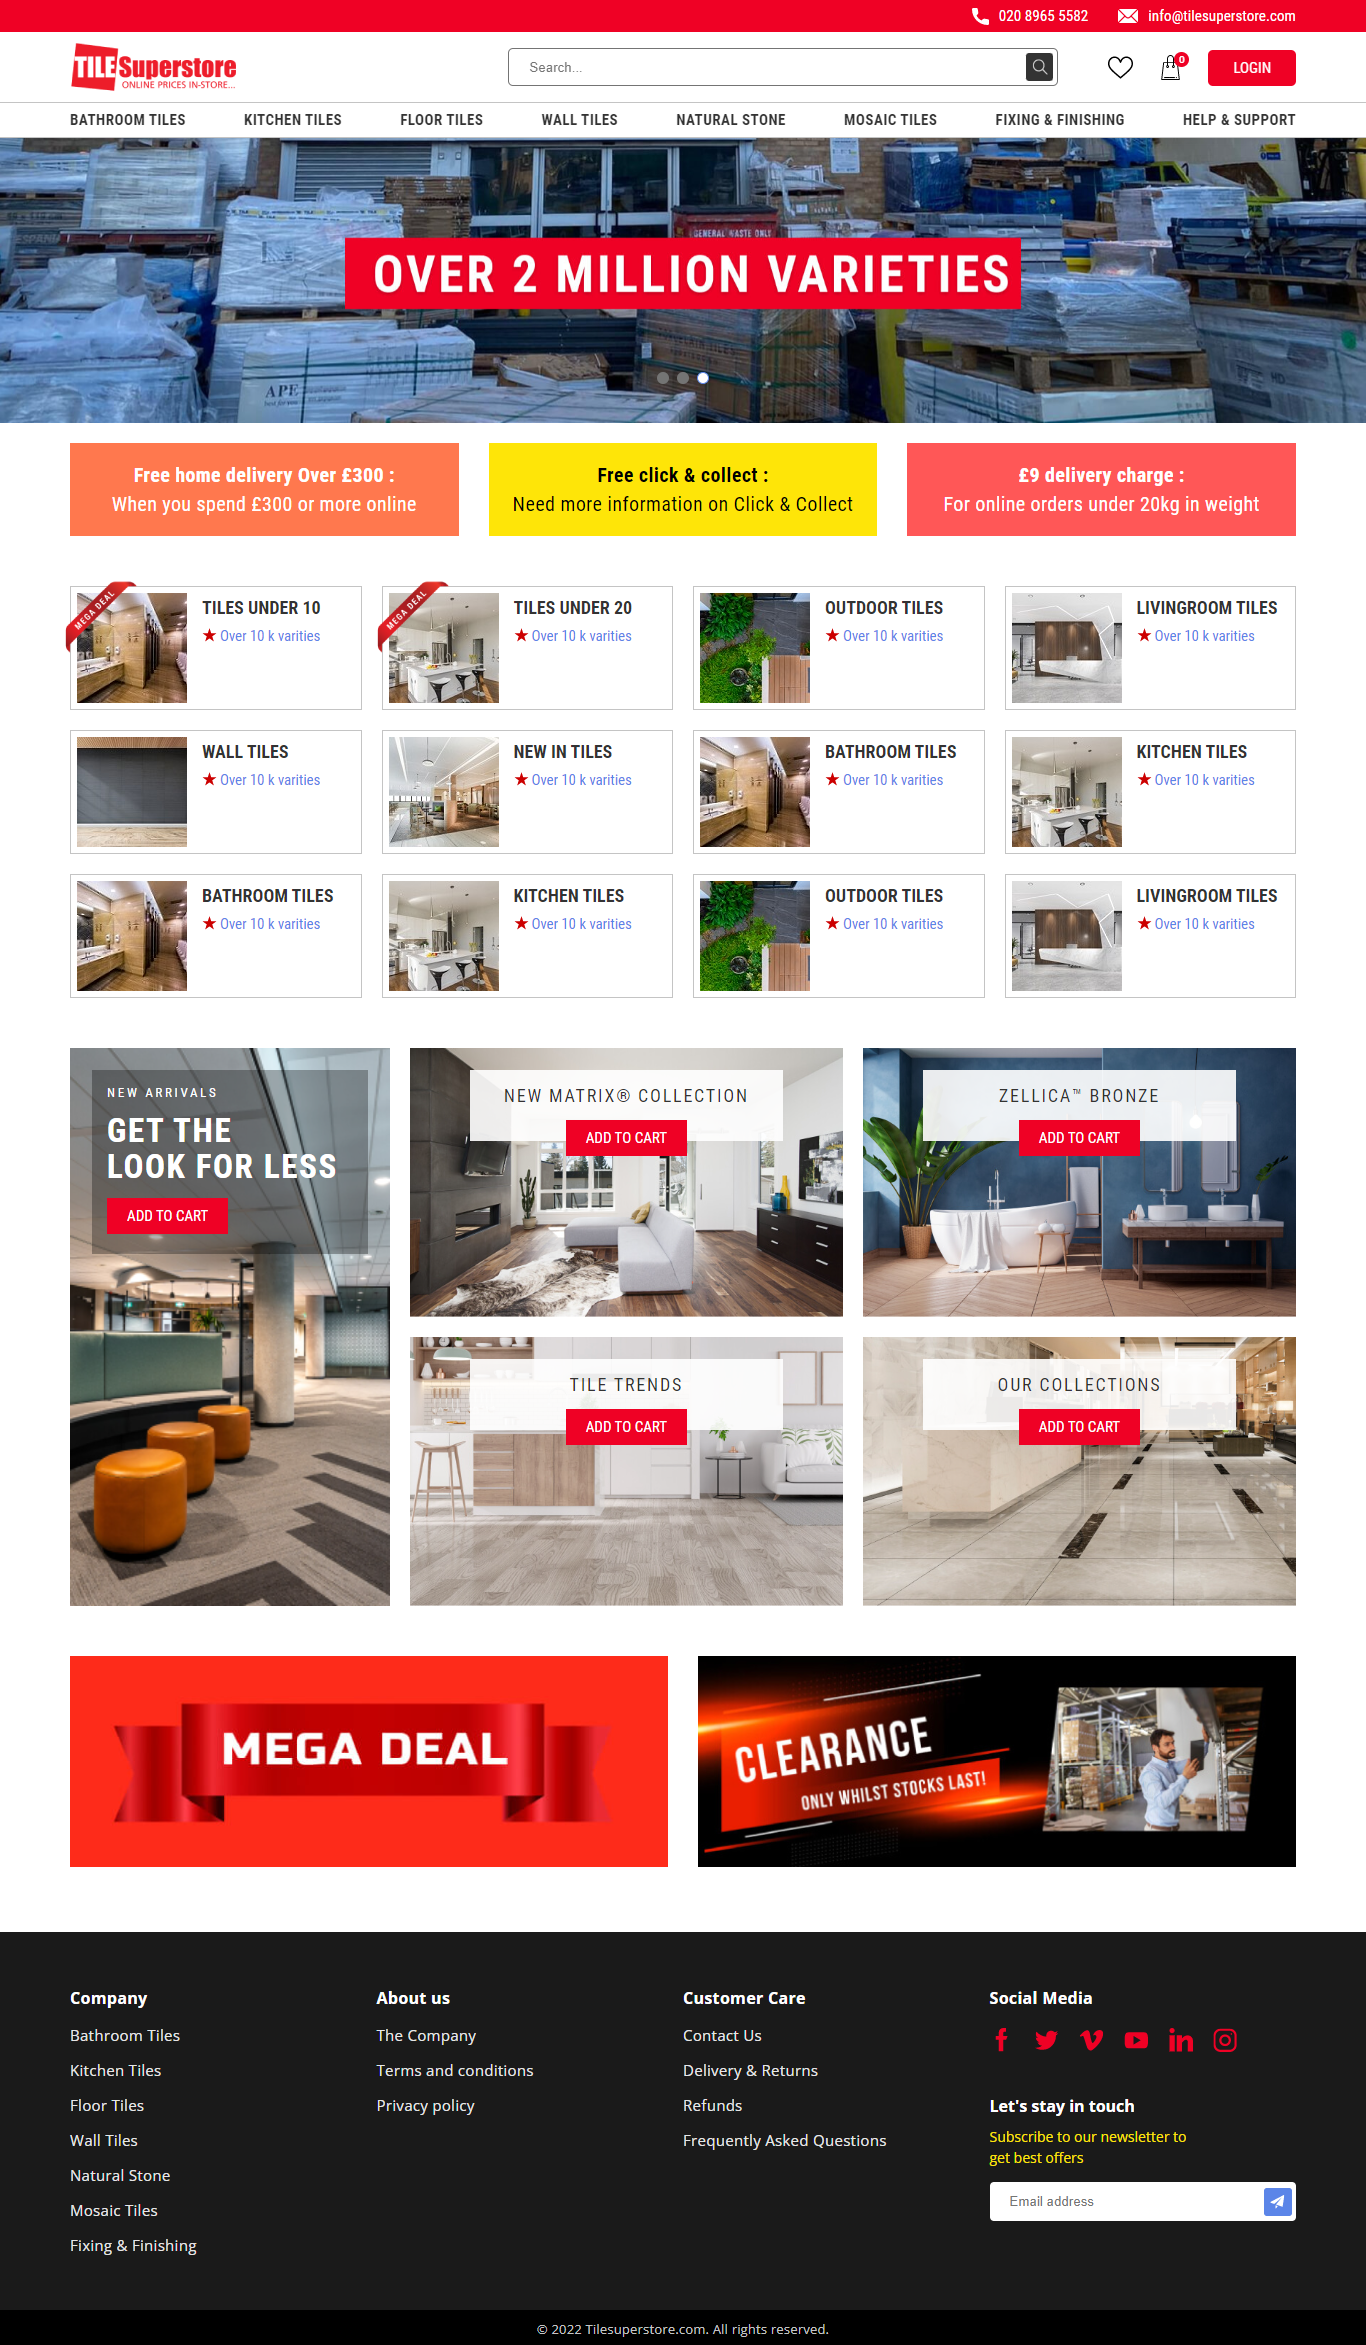 020 8965 5582
info@tilesuperstore.com
TILESuperstore
ONLINE PRICES IN-STORE...
Search...
0
LOGIN
BATHROOM TILES
KITCHEN TILES
FLOOR TILES
WALL TILES
NATURAL STONE
MOSAIC TILES
FIXING & FINISHING
HELP & SUPPORT
GENERAL WASTE ONLY
OVER 2 MILLION VARIETIES
APE
Free home delivery Over £300 :
When you spend £300 or more online
Free click & collect :
Need more information on Click & Collect
£9 delivery charge :
For online orders under 20kg in weight
MEGA DEAL
TILES UNDER 10
Over 10 k varities
MEGA DEAL
TILES UNDER 20
Over 10 k varities
OUTDOOR TILES
Over 10 k varities
LIVINGROOM TILES
Over 10 k varities
WALL TILES
Over 10 k varities
NEW IN TILES
Over 10 k varities
BATHROOM TILES
Over 10 k varities
KITCHEN TILES
Over 10 k varities
BATHROOM TILES
Over 10 k varities
KITCHEN TILES
Over 10 k varities
OUTDOOR TILES
Over 10 k varities
LIVINGROOM TILES
Over 10 k varities
NEW ARRIVALS
GET THE
LOOK FOR LESS
ADD TO CART
NEW MATRIX® COLLECTION
ADD TO CART
ZELLICA™ BRONZE
ADD TO CART
TILE TRENDS
ADD TO CART
OUR COLLECTIONS
ADD TO CART
MEGA DEAL
CLEARANCE
ONLY WHILST STOCKS LAST!
Company
Bathroom Tiles
Kitchen Tiles
Floor Tiles
Wall Tiles
Natural Stone
Mosaic Tiles
Fixing & Finishing
About us
The Company
Terms and conditions
Privacy policy
Customer Care
Contact Us
Delivery & Returns
Refunds
Frequently Asked Questions
Social Media
Let's stay in touch
Subscribe to our newsletter to
get best offers
Email address
© 2022 Tilesuperstore.com. All rights reserved.